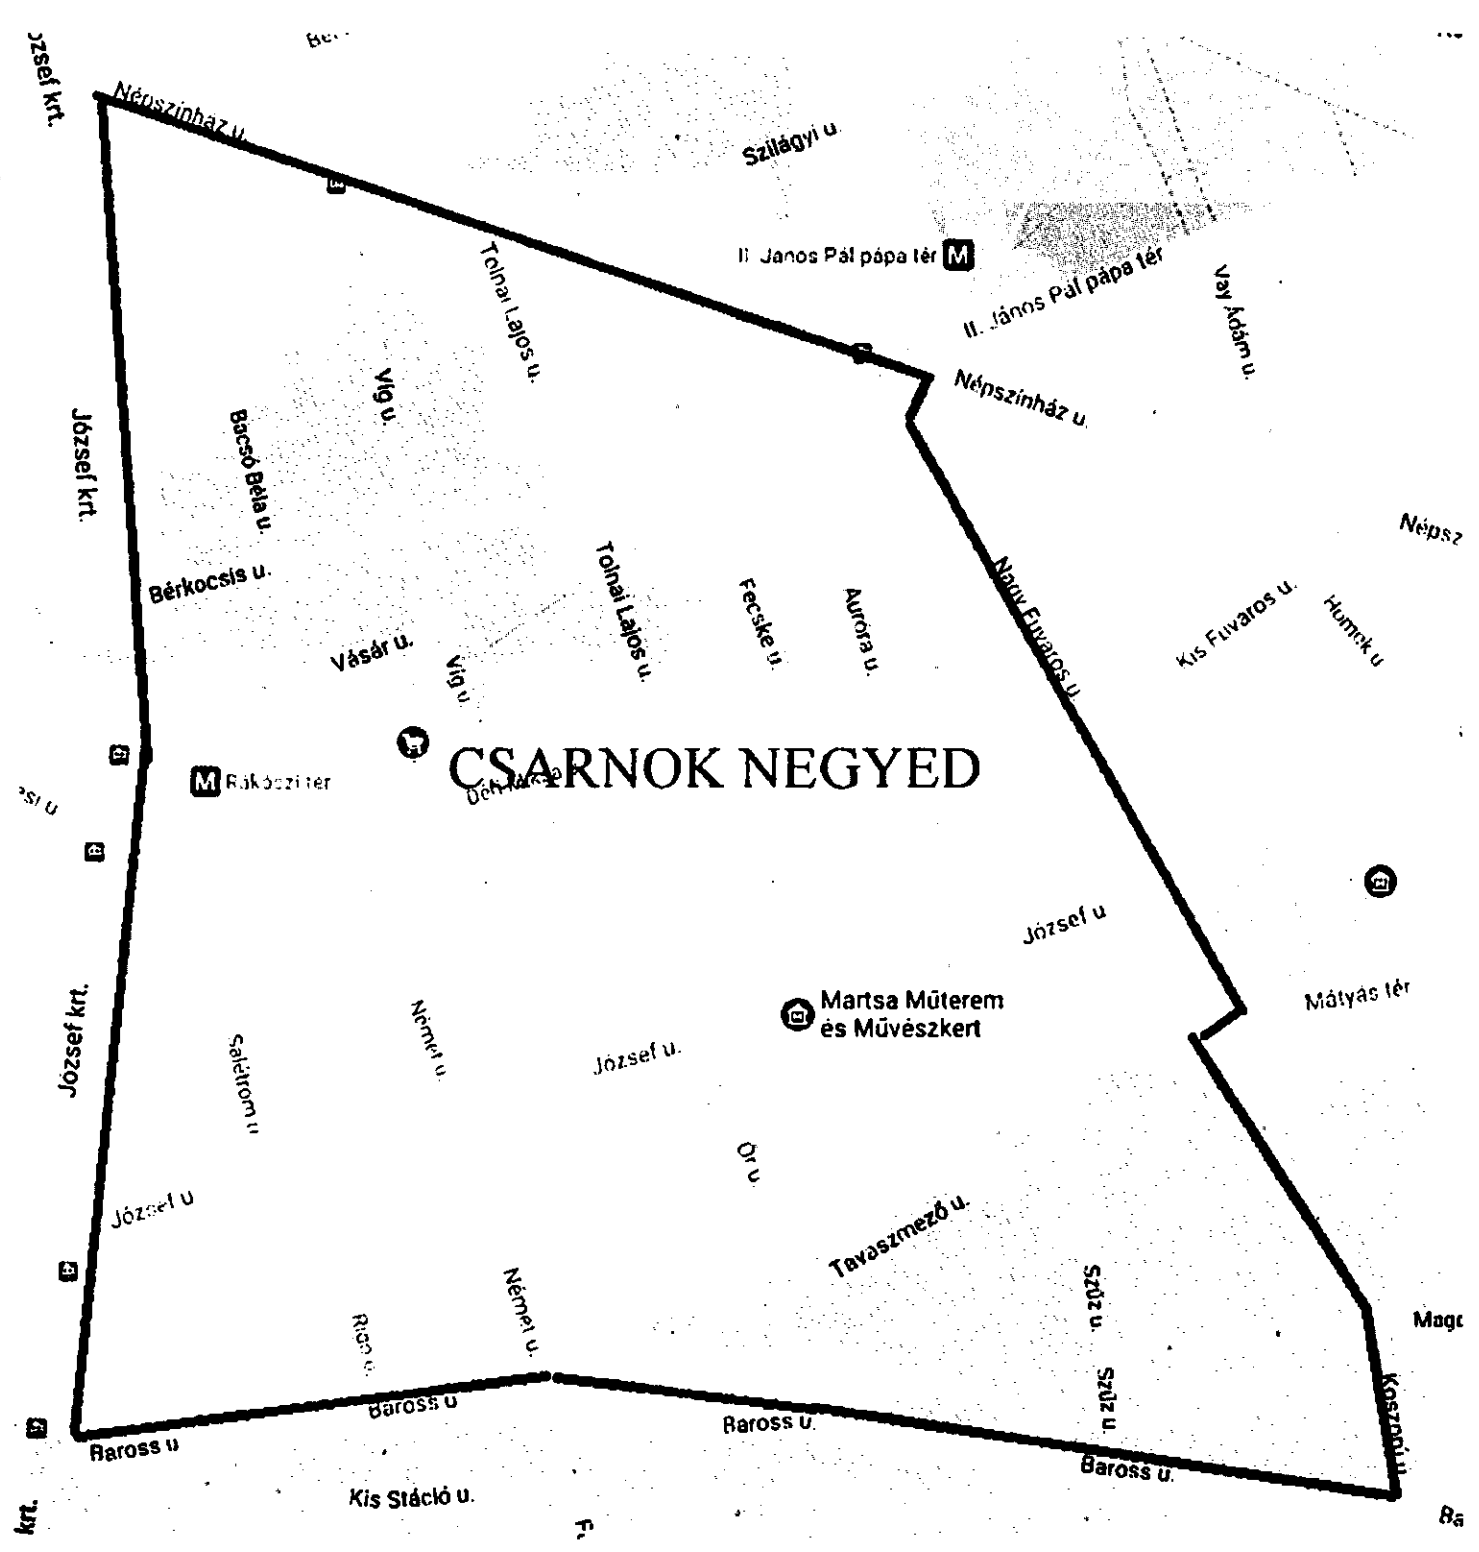 József krt.
Népszínház u.
Szilágyi u.
II. János Pál pápa tér
M
II. János Pál pápa tér
Vay Ádám u.
Tolnai Lajos u.
Víg u.
Népszínház u.
József krt.
Bacsó Béla u.
Bérkocsis u.
Tolnai Lajos u.
Fecske u.
Auróra u.
Nagy Fuvaros u.
Kis Fuvaros u.
Homok u
Vásár u.
Víg u.
CSARNOK NEGYED
M
Rákóczi tér
József u
Martsa Műterem
és Művészkert
Mátyás tér
József krt.
Salétrom u
Német u.
József u.
Őr u.
József u
Tavaszmező u.
Szűz u.
Német u.
Szűz u.
Koszorú u.
Baross u
Baross u.
Baross u
Baross u.
Kis Stáció u.
krt.